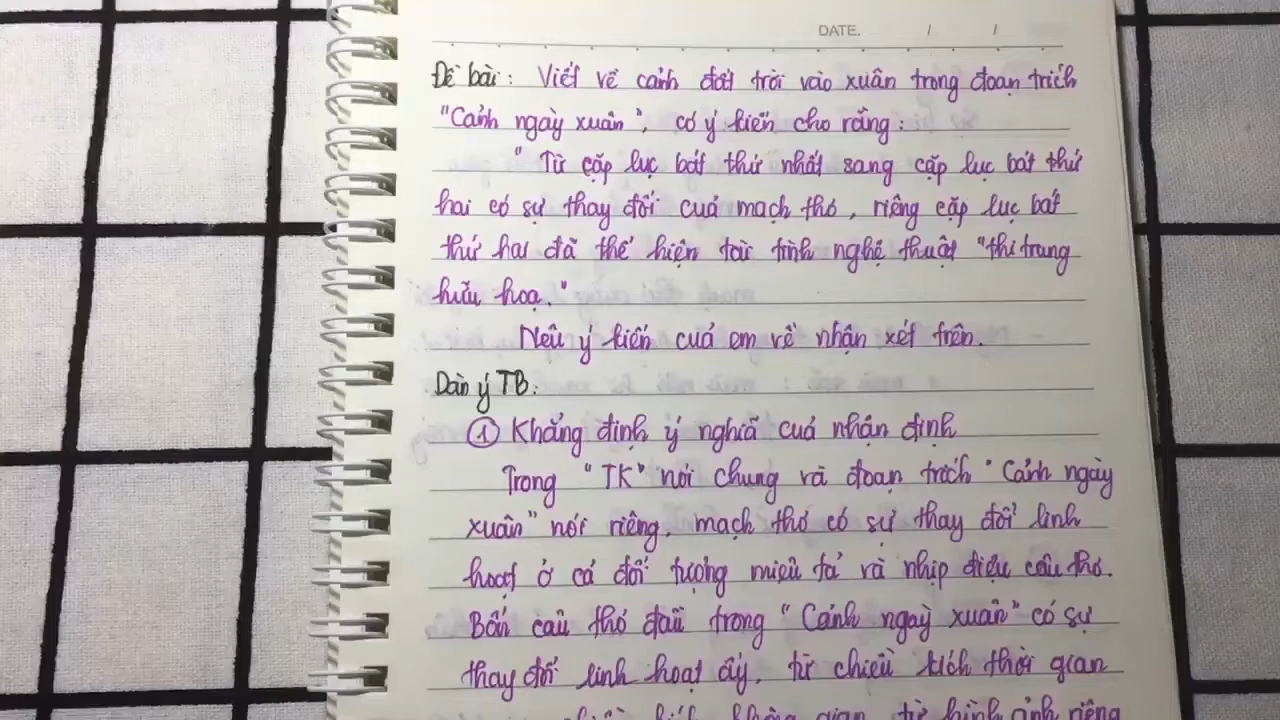 DATE. / /
Đề bài: Viết về cảnh đất trời vào xuân trong đoạn trích
"Cảnh ngày xuân", có ý kiến cho rằng:
" Từ cặp lục bát thứ nhất sang cặp lục bát thứ
hai có sự thay đổi của mạch thơ, riêng cặp lục bát
thứ hai đã thể hiện tài tình nghệ thuật "thi trung
hữu hoạ."
Nêu ý kiến của em về nhận xét trên.
Dàn ý TB:
① Khẳng định ý nghĩa của nhận định
Trong "TK" nói chung và đoạn trích "Cảnh ngày
xuân" nói riêng, mạch thơ có sự thay đổi linh
hoạt ở cả đối tượng miêu tả và nhịp điệu câu thơ.
Bốn câu thơ đầu trong "Cảnh ngày xuân" có sự
thay đổi linh hoạt ấy, từ chiều kích thời gian
không gian, từ hình ảnh riêng